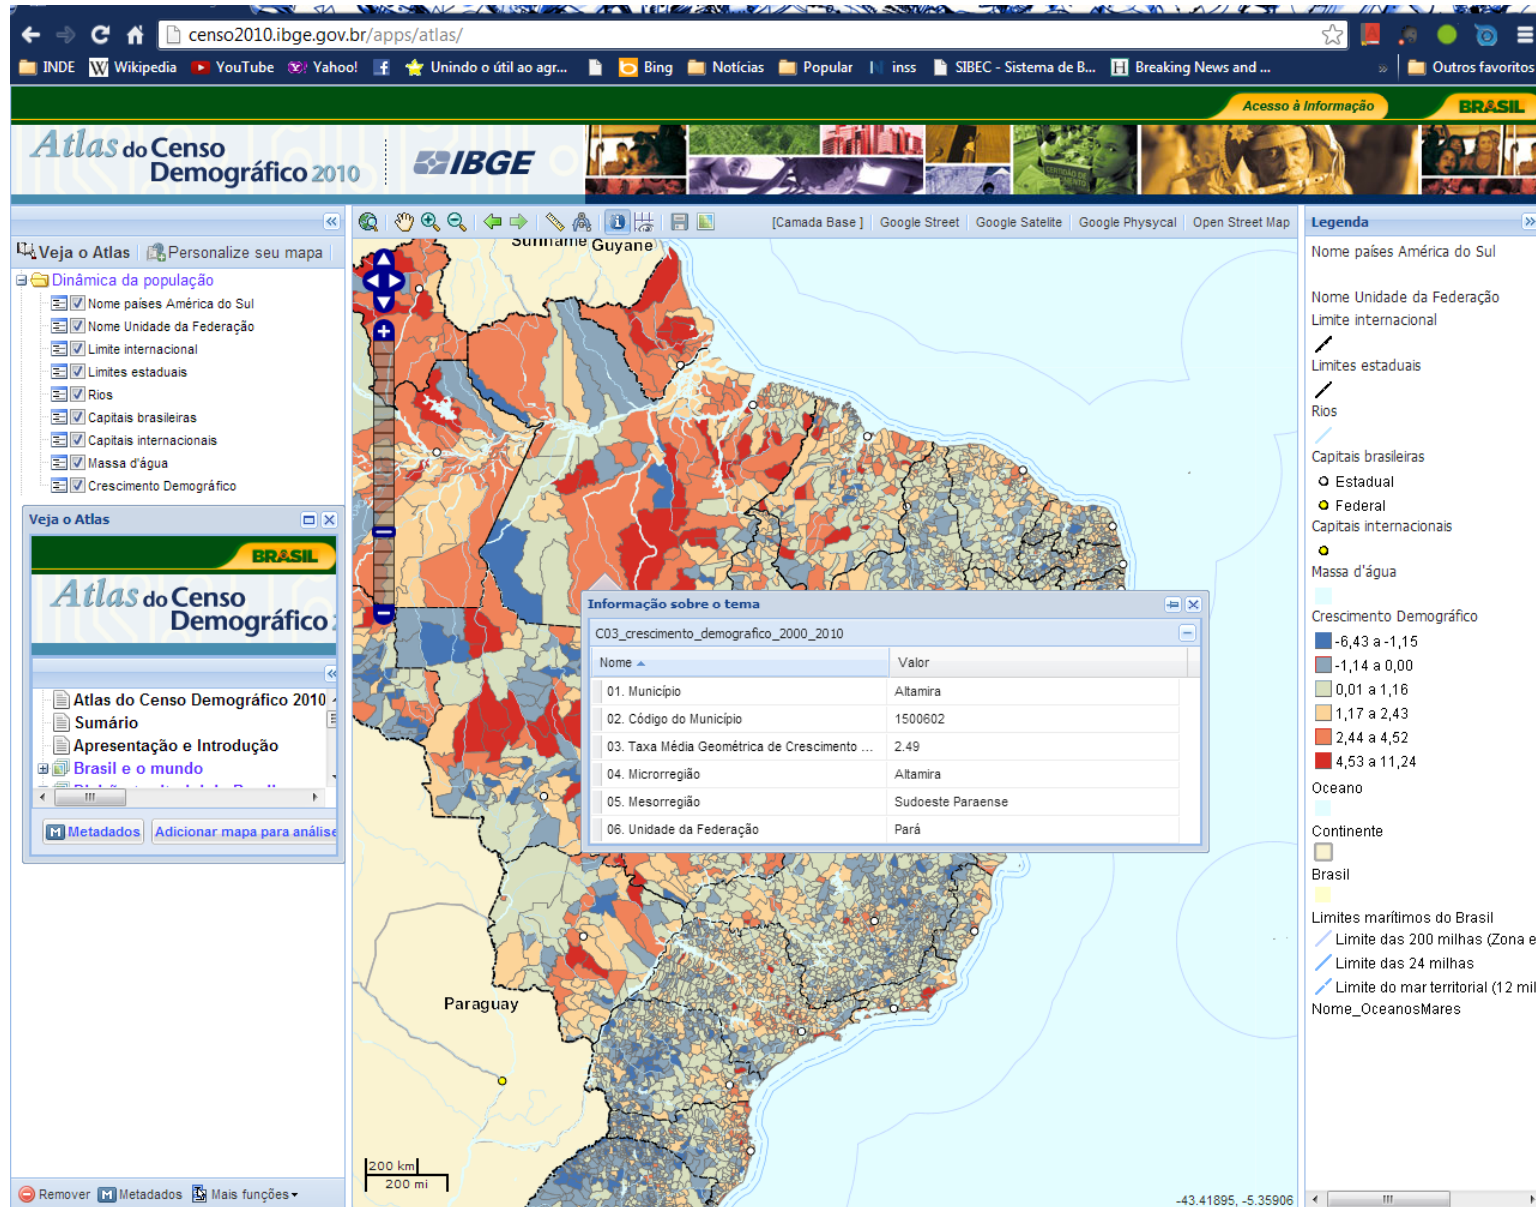 censo2010.ibge.gov.br/apps/atlas/
INDE Wikipedia YouTube Yahoo! Unindo o útil ao agr... Bing Notícias Popular inss SIBEC - Sistema de B... Breaking News and ... » Outros favoritos
Acesso à Informação BRASIL
Atlas do Censo Demográfico 2010 IBGE
[Camada Base ] Google Street Google Satelite Google Physycal Open Street Map
Veja o Atlas Personalize seu mapa
Dinâmica da população
Nome países América do Sul
Nome Unidade da Federação
Limite internacional
Limites estaduais
Rios
Capitais brasileiras
Capitais internacionais
Massa d'água
Crescimento Demográfico
Veja o Atlas
BRASIL
Atlas do Censo
Demográfico
Atlas do Censo Demográfico 2010
Sumário
Apresentação e Introdução
Brasil e o mundo
Metadados Adicionar mapa para análise
Remover Metadados Mais funções
Suriname Guyane
Paraguay
200 km
200 mi
-43.41895, -5.35906
Informação sobre o tema
C03_crescimento_demografico_2000_2010
Nome Valor
01. Município Altamira
02. Código do Município 1500602
03. Taxa Média Geométrica de Crescimento ... 2.49
04. Microrregião Altamira
05. Mesorregião Sudoeste Paraense
06. Unidade da Federação Pará
Legenda
Nome países América do Sul
Nome Unidade da Federação
Limite internacional
Limites estaduais
Rios
Capitais brasileiras
Estadual
Federal
Capitais internacionais
Massa d'água
Crescimento Demográfico
-6,43 a -1,15
-1,14 a 0,00
0,01 a 1,16
1,17 a 2,43
2,44 a 4,52
4,53 a 11,24
Oceano
Continente
Brasil
Limites marítimos do Brasil
Limite das 200 milhas (Zona e
Limite das 24 milhas
Limite do mar territorial (12 mil
Nome_OceanosMares